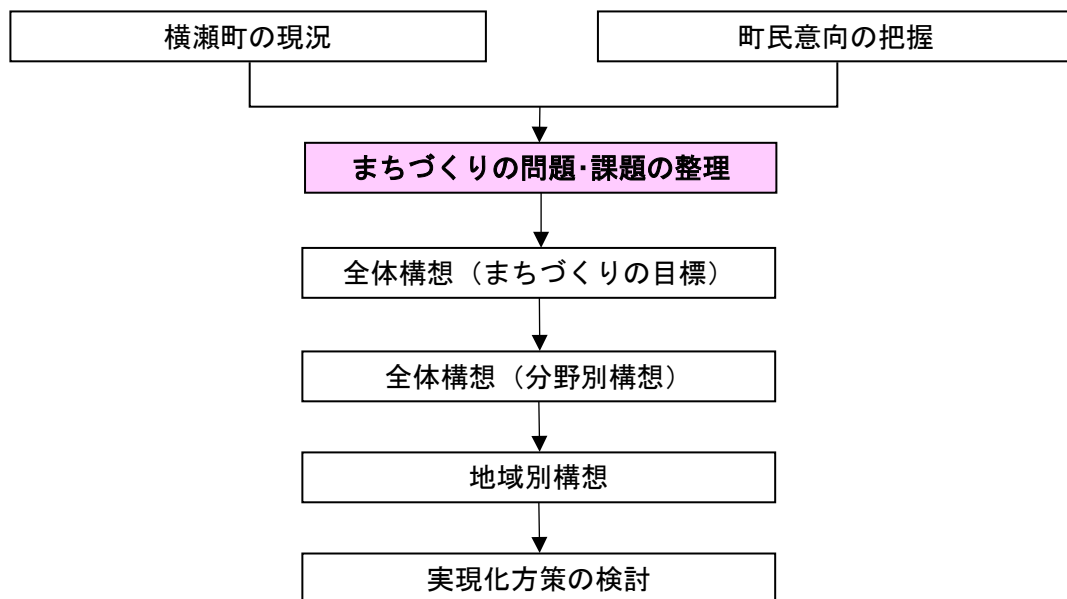 横瀬町の現況
町民意向の把握
まちづくりの問題･課題の整理
全体構想（まちづくりの目標）
全体構想（分野別構想）
地域別構想
実現化方策の検討